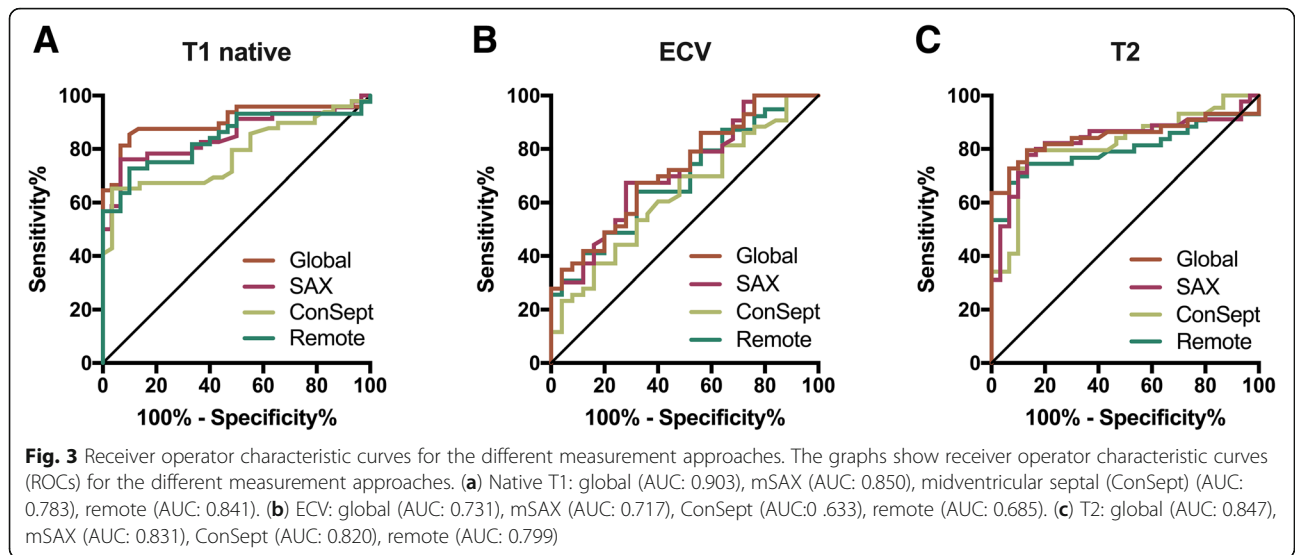 A
T1 native
Sensitivity%
100
80
60
40
20
0
Global
SAX
ConSept
Remote
0 20 40 60 80 100
100% - Specificity%
B
ECV
Sensitivity%
100
80
60
40
20
0
Global
SAX
ConSept
Remote
0 20 40 60 80 100
100% - Specificity%
C
T2
Sensitivity%
100
80
60
40
20
0
Global
SAX
ConSept
Remote
0 20 40 60 80 100
100% - Specificity%
Fig. 3 Receiver operator characteristic curves for the different measurement approaches. The graphs show receiver operator characteristic curves
(ROCs) for the different measurement approaches. (a) Native T1: global (AUC: 0.903), mSAX (AUC: 0.850), midventricular septal (ConSept) (AUC:
0.783), remote (AUC: 0.841). (b) ECV: global (AUC: 0.731), mSAX (AUC: 0.717), ConSept (AUC:0 .633), remote (AUC: 0.685). (c) T2: global (AUC: 0.847),
mSAX (AUC: 0.831), ConSept (AUC: 0.820), remote (AUC: 0.799)